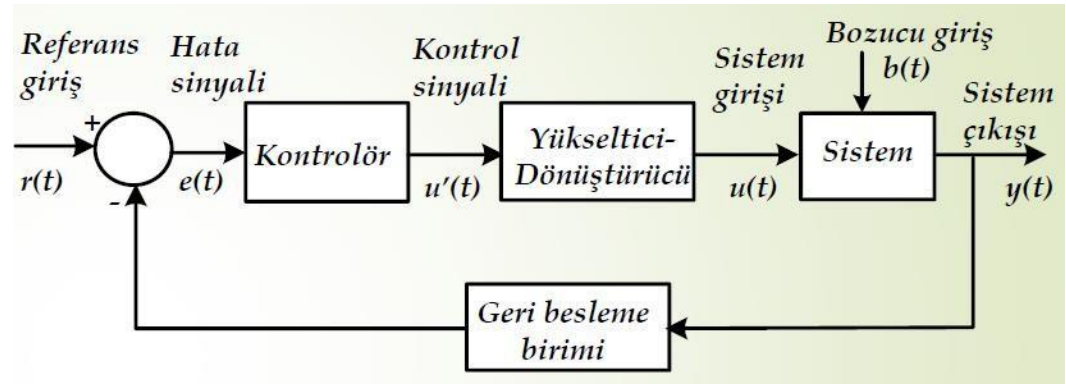 Referans
giriş
Hata
sinyali
Kontrol
sinyali
Sistem
girişi
Bozucu giriş
b(t)
Sistem
çıkışı
+
-
r(t)
e(t)
Kontrolör
u'(t)
Yükseltici-
Dönüştürücü
u(t)
Sistem
y(t)
Geri besleme
birimi